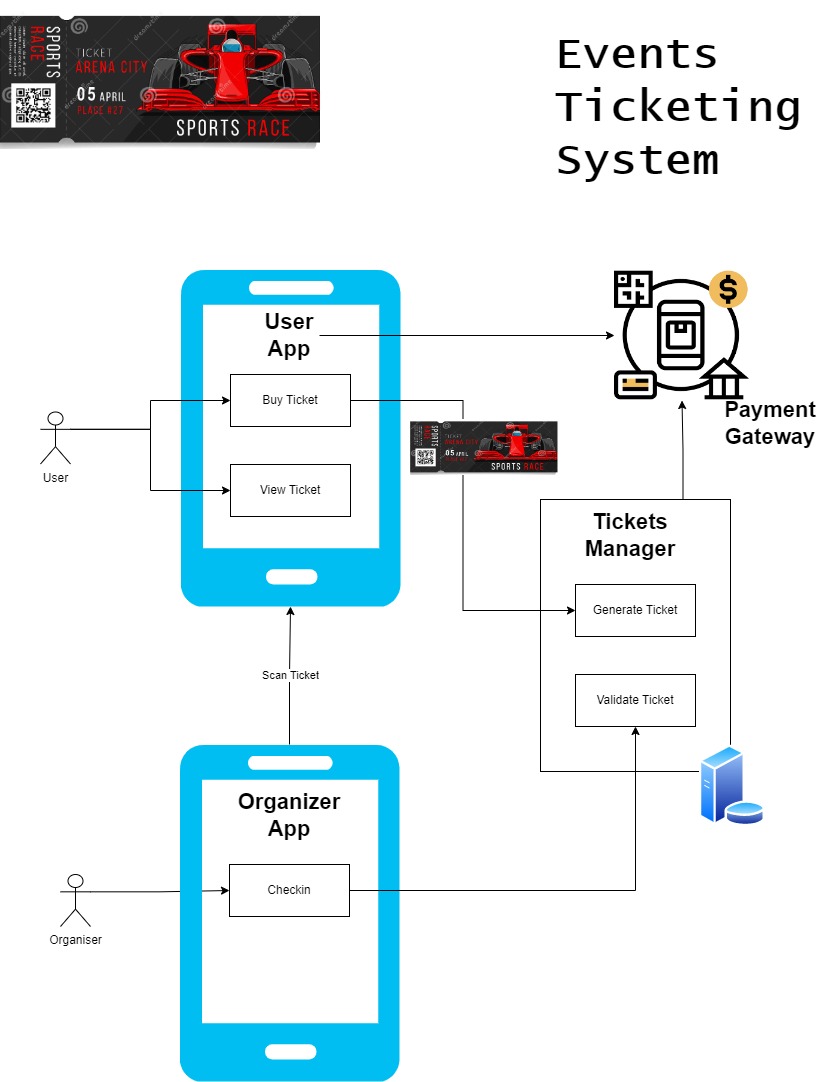 SPORTS
RACE
TICKET
ARENA CITY
05 APRIL
PLACE #27
SPORTS RACE
Events
Ticketing
System
User
App
Buy Ticket
View Ticket
User
Payment
Gateway
SPORTS
RACE
TICKET
ARENA CITY
05 APRIL
SPORTS RACE
Tickets
Manager
Generate Ticket
Validate Ticket
Scan Ticket
Organizer
App
Checkin
Organiser